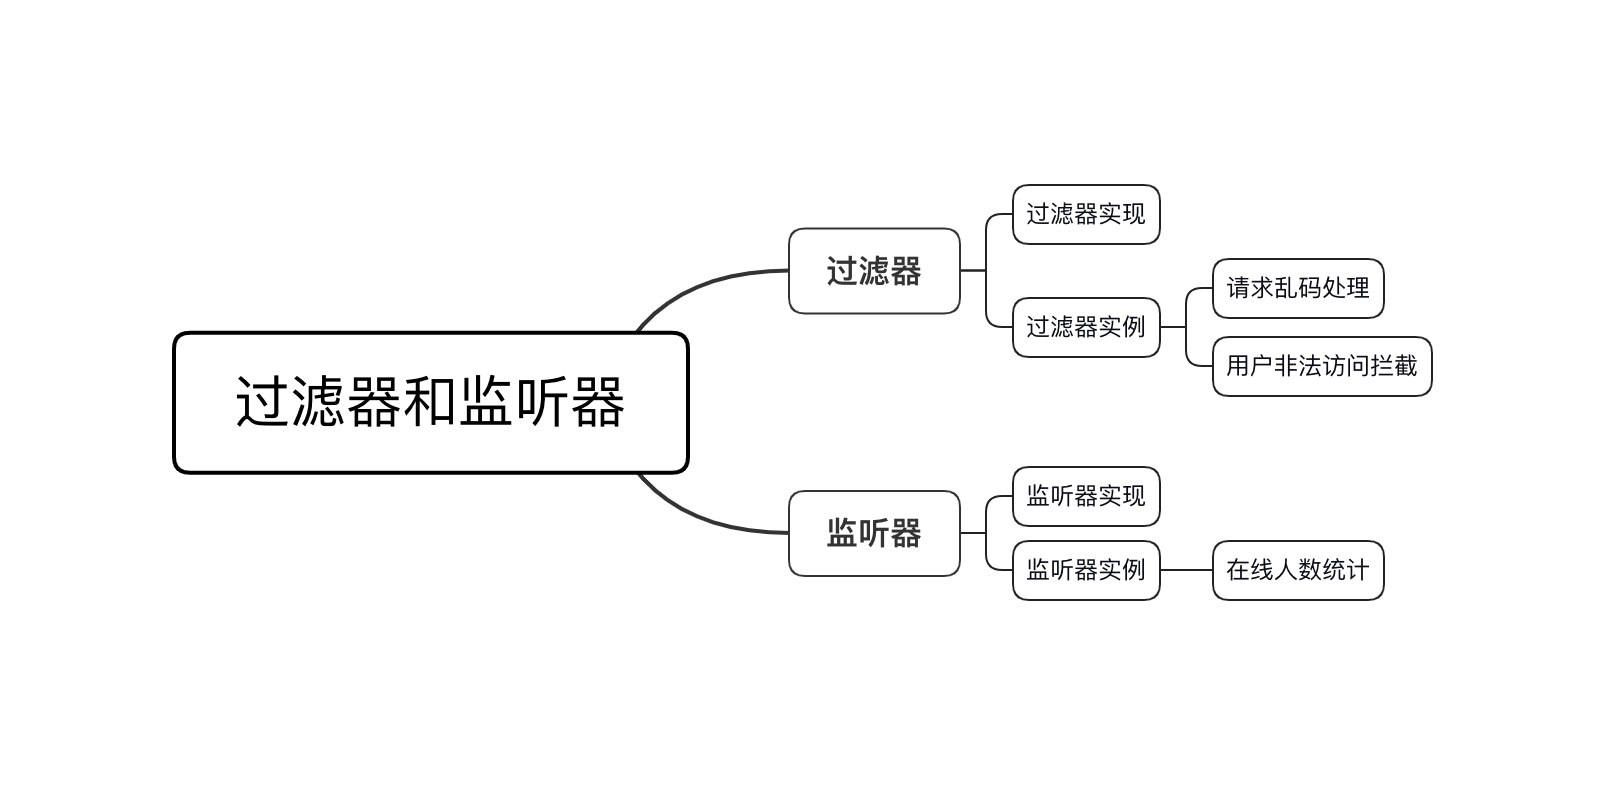 过滤器和监听器
过滤器
过滤器实现
过滤器实例
请求乱码处理
用户非法访问拦截
监听器
监听器实现
监听器实例
在线人数统计